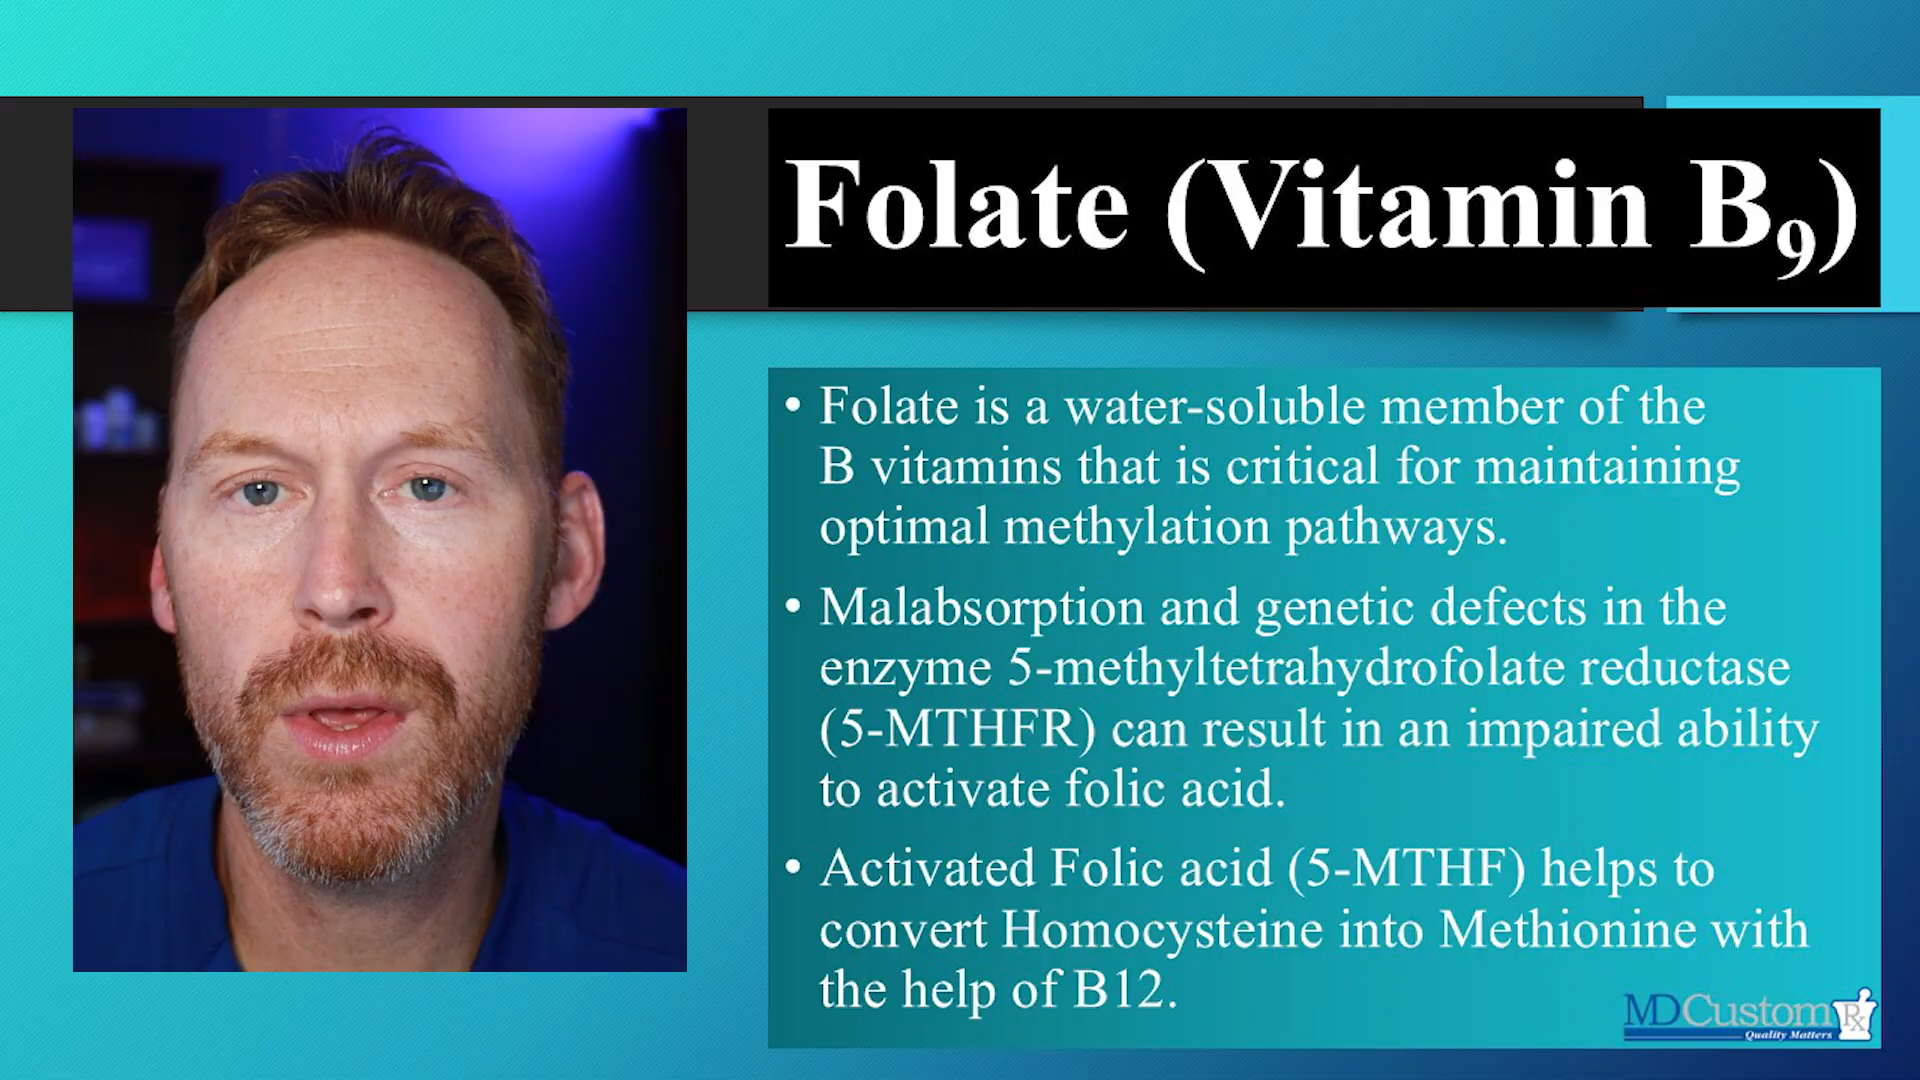 Folate (Vitamin B₉)
• Folate is a water-soluble member of the
B vitamins that is critical for maintaining
optimal methylation pathways.
• Malabsorption and genetic defects in the
enzyme 5-methyltetrahydrofolate reductase
(5-MTHFR) can result in an impaired ability
to activate folic acid.
• Activated Folic acid (5-MTHF) helps to
convert Homocysteine into Methionine with
the help of B12.
MDCustom Rx
Quality Matters